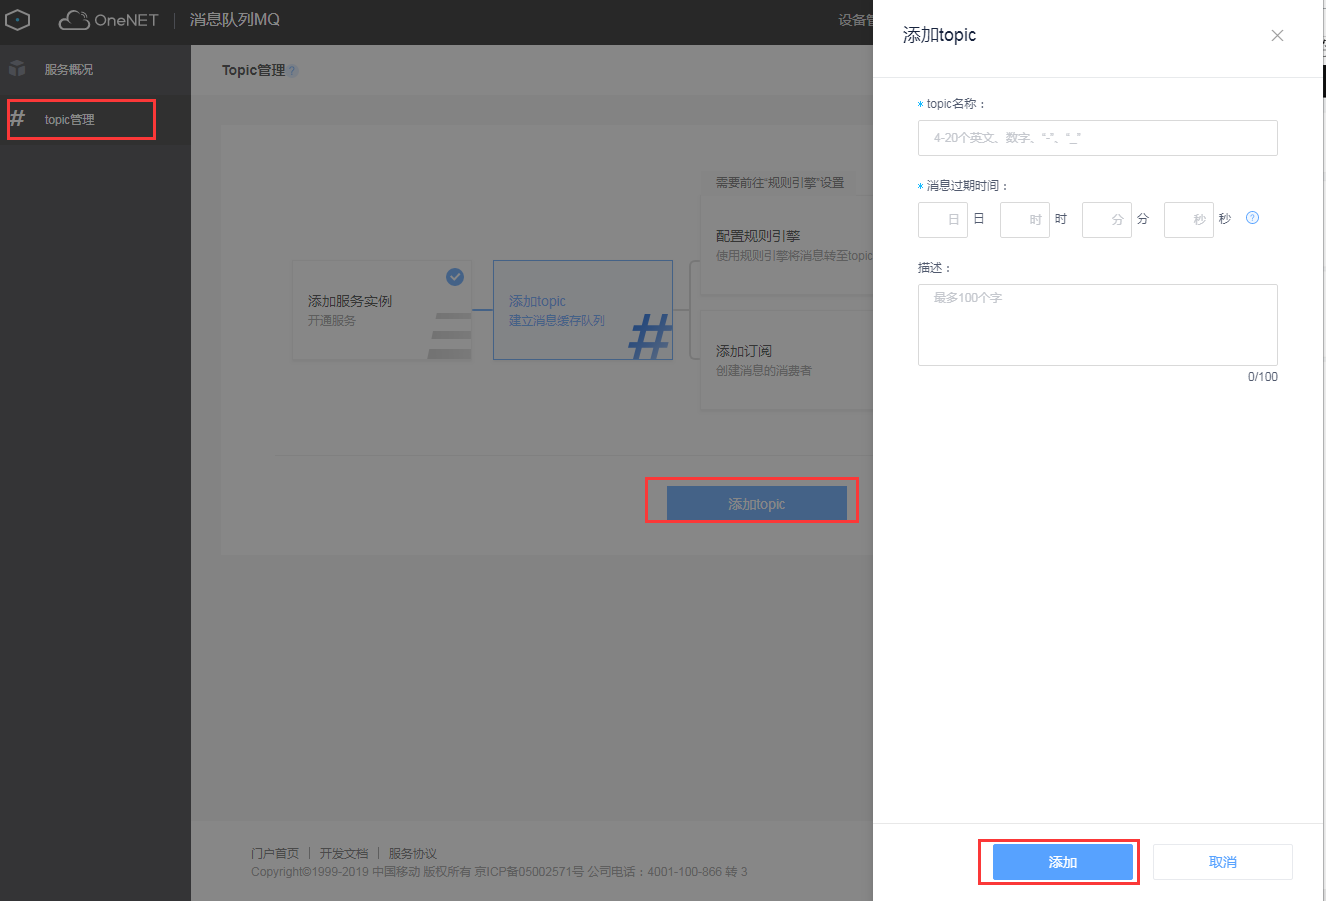 OneNET
消息队列MQ
服务概况
topic管理
Topic管理
需要前往“规则引擎”设置
配置规则引擎
使用规则引擎将消息转至topic
添加服务实例
开通服务
添加topic
建立消息缓存队列
添加订阅
创建消息的消费者
添加topic
门户首页 | 开发文档 | 服务协议
Copyright©1999-2019 中国移动 版权所有 京ICP备05002571号 公司电话：4001-100-866 转 3
添加topic
* topic名称：
4-20个英文、数字、“-”、“_”
* 消息过期时间：
日 日 时 时 分 分 秒 秒 ?
描述：
最多100个字
0/100
添加
取消